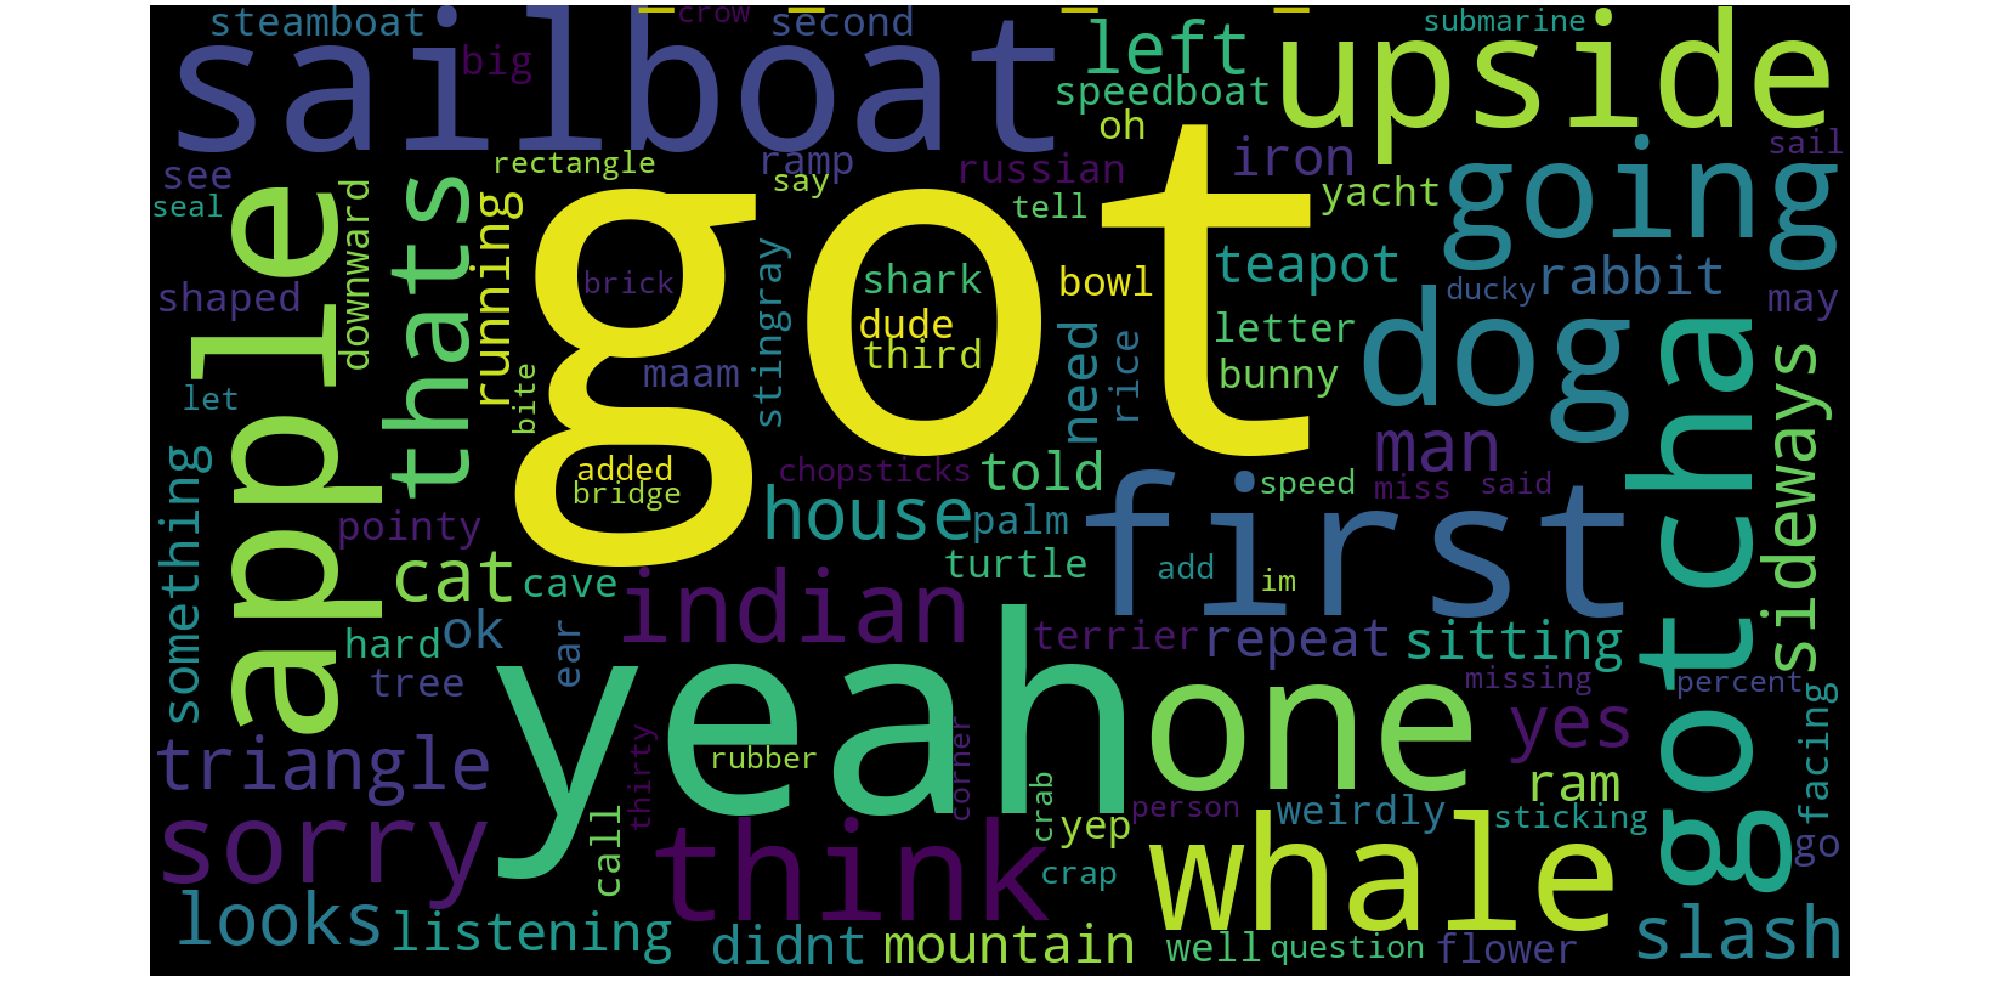 steamboat
crow
second
submarine
sailboat
big
left
upside
speedboat
oh
see
rectangle
ramp
say
russian
iron
sail
seal
downward
thats
running
got
tell
yacht
going
apple
shaped
brick
stingray
shark
bowl
teapot
ducky
rabbit
may
dude
third
letter
dog
let
bite
maam
need
rice
bunny
gotcha
sideways
something
added
bridge
chopsticks
told
man
speed
miss
said
pointy
house
palm
first
cat
cave
indian
turtle
add
im
hard
ok
ear
terrier
repeat
sitting
tree
yeah
one
missing
percent
triangle
thirty
rubber
corner
yes
facing
ram
sorry
call
think
crab
yep
person
weirdly
sticking
go
crap
whale
looks
listening
didnt
mountain
well
question
flower
slash